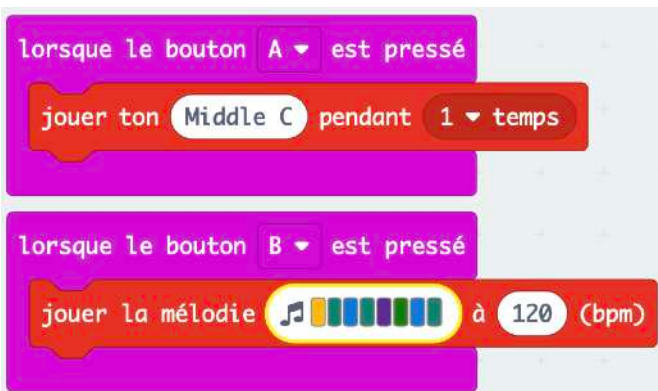 lorsque le bouton A est pressé
jouer ton Middle C pendant 1 temps
lorsque le bouton B est pressé
jouer la mélodie à 120 (bpm)